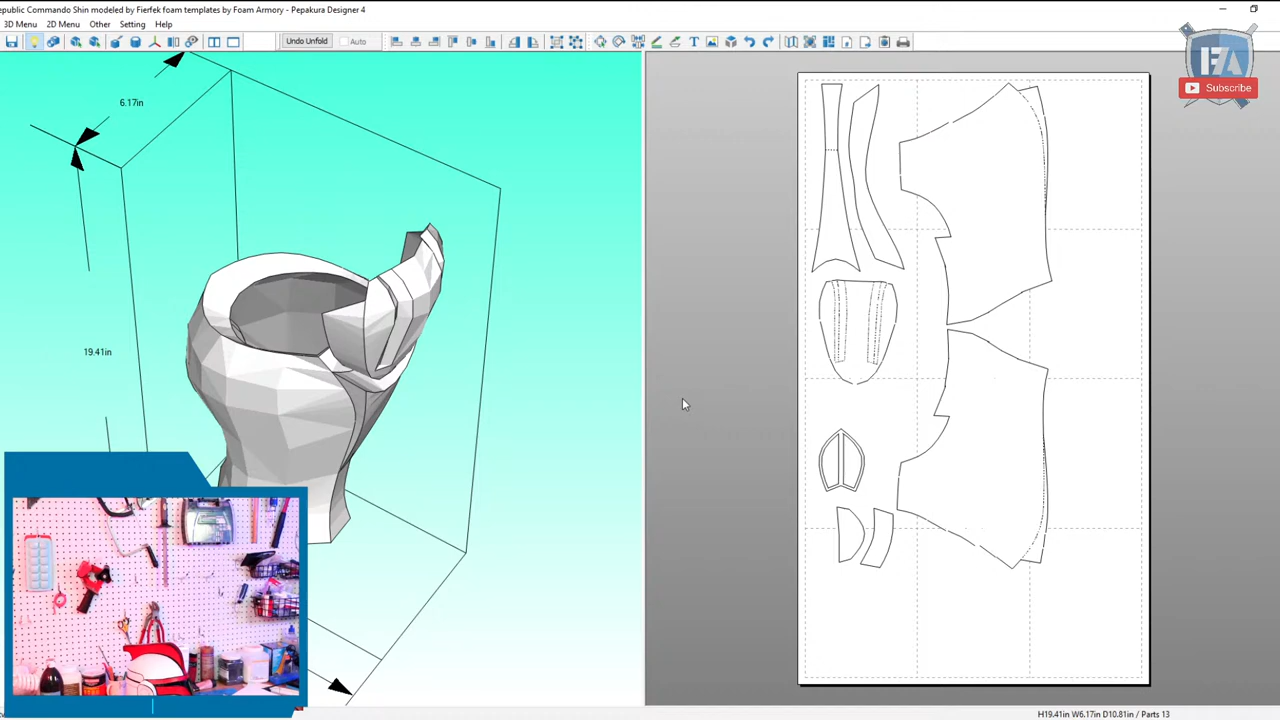 epublic Commando Shin modeled by Fierfek foam templates by Foam Armory - Pepakura Designer 4
3D Menu 2D Menu Other Setting Help
Undo Unfold Auto
FA
Subscribe
6.17in
19.41in
H19.41in W6.17in D10.81in / Parts 13